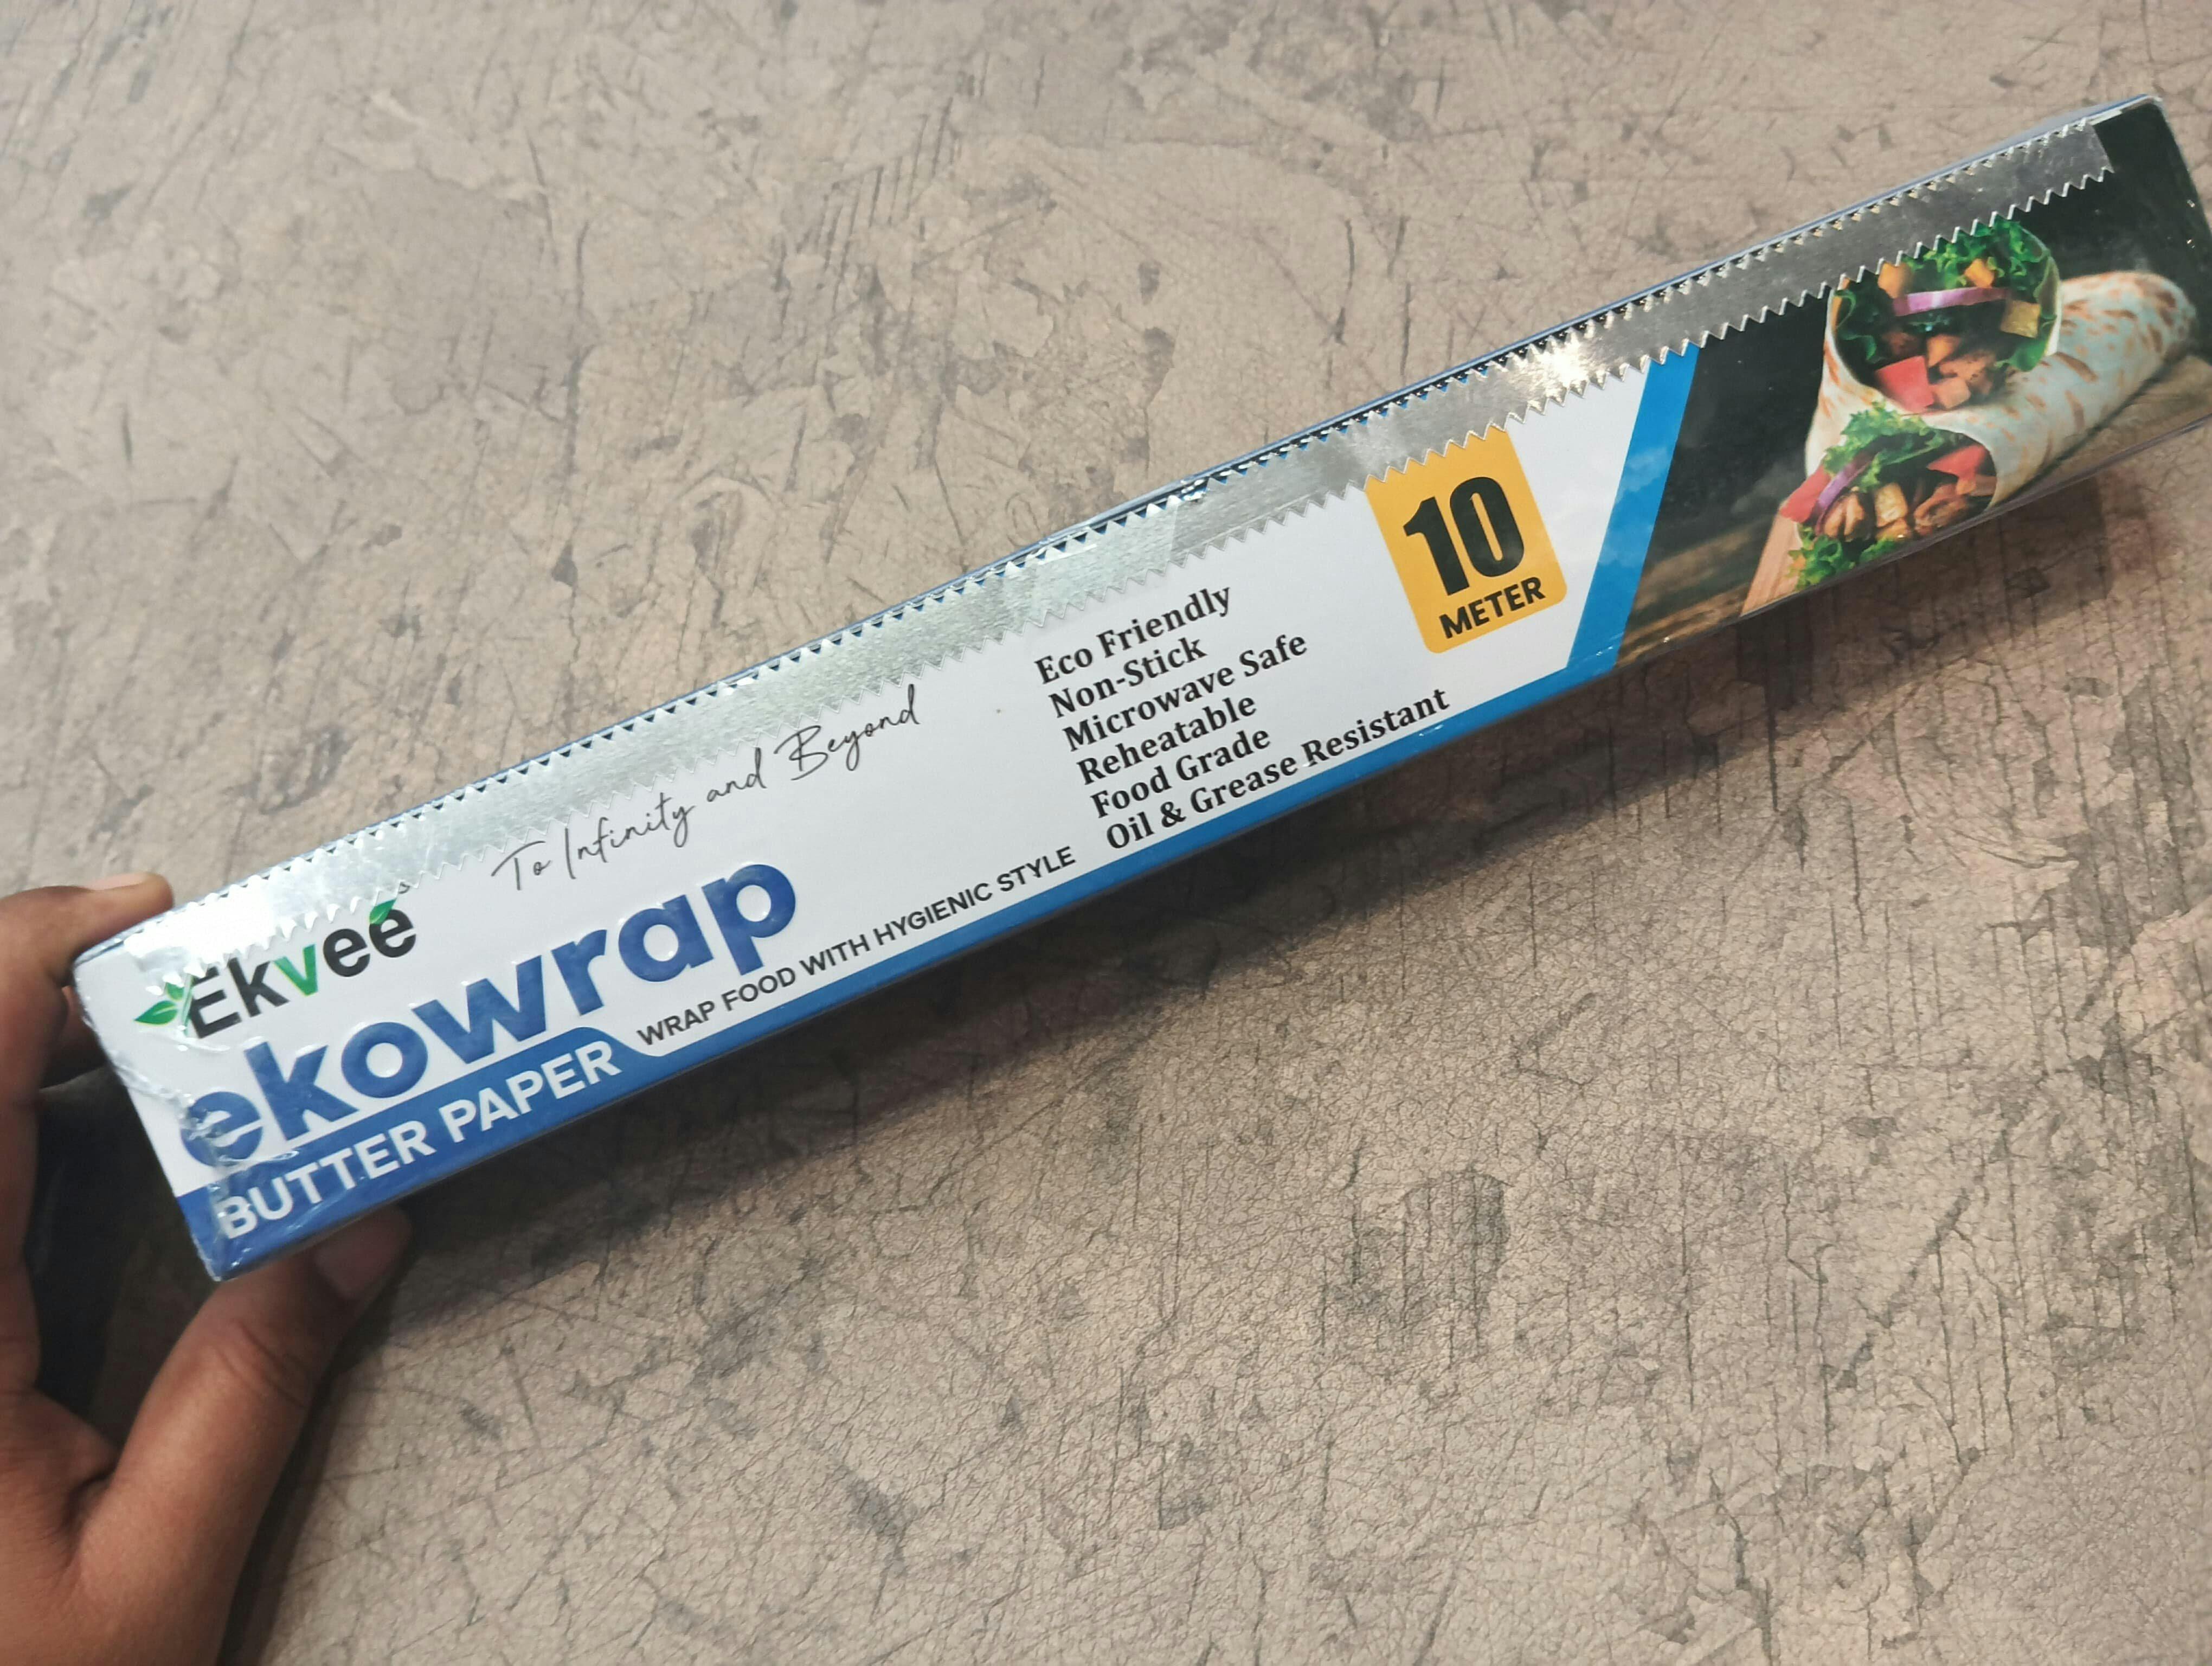 Ekvee
To Infinity and Beyond
ekowrap
BUTTER PAPER
WRAP FOOD WITH HYGIENIC STYLE
Eco Friendly
Non-Stick
Microwave Safe
Reheatable
Food Grade
Oil & Grease Resistant
10
METER